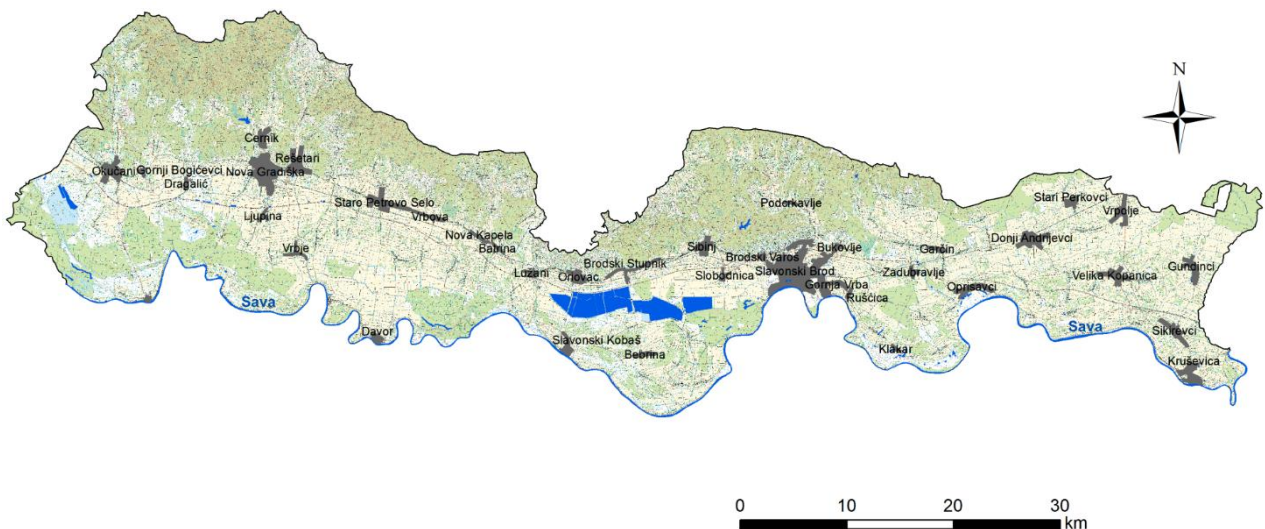 N
Cernik
Rešetari
Okučani
Gornji Bogičevci
Nova Gradiška
Dragalić
Ljupina
Staro Petrovo Selo
Vrbova
Vrbje
Nova Kapela
Batrina
Sava
Davor
Lužani
Oriovac
Brodski Stupnik
Sibinj
Slobodnica
Slavonski Kobaš
Bebrina
Podcrkavlje
Bukovlje
Brodski Varoš
Slavonski Brod
Gornja Vrba
Ruščica
Klakar
Garčin
Zadubravlje
Oprisavci
Donji Andrijevci
Stari Perkovci
Vrpolje
Velika Kopanica
Gundinci
Sava
Sikirevci
Kruševica
0 10 20 30
km